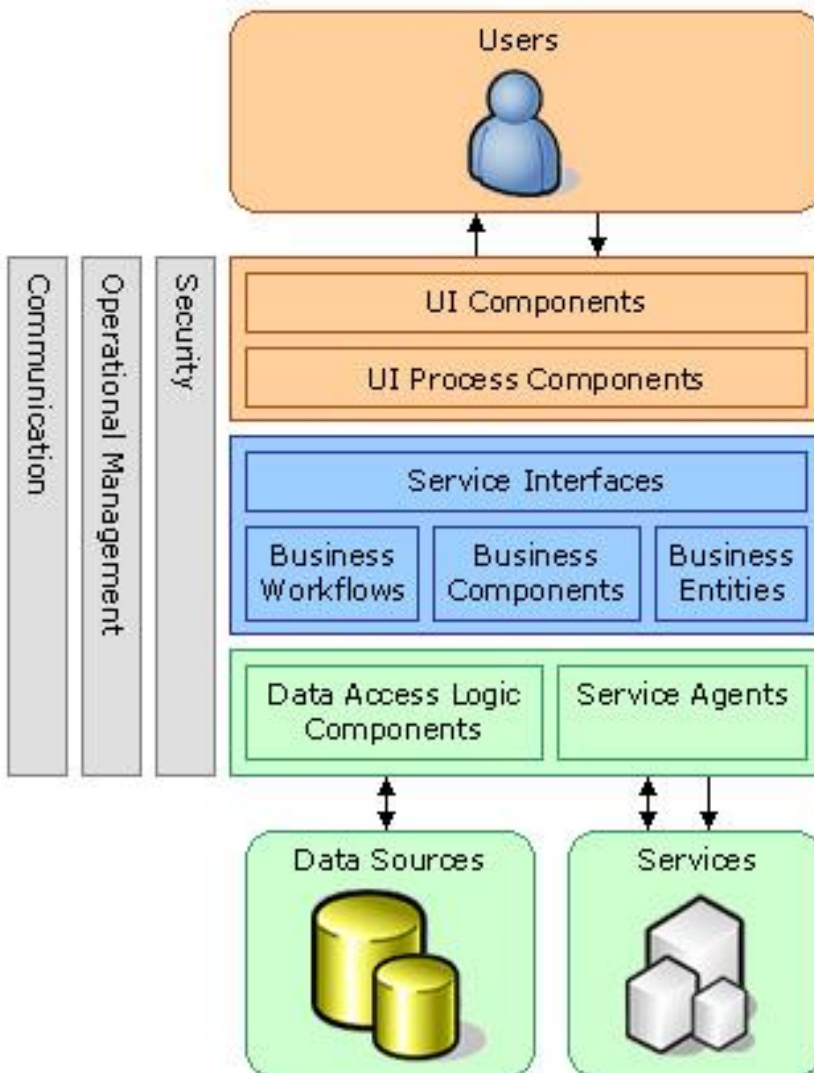 Users
Communication
Operational Management
Security
UI Components
UI Process Components
Service Interfaces
Business
Workflows
Business
Components
Business
Entities
Data Access Logic
Components
Service Agents
Data Sources
Services